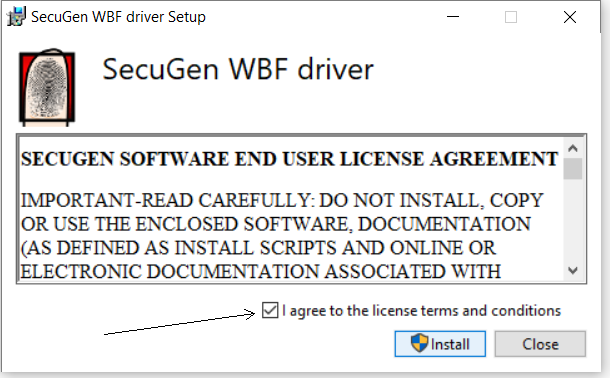 SecuGen WBF driver Setup
SecuGen WBF driver
SECUGEN SOFTWARE END USER LICENSE AGREEMENT
IMPORTANT-READ CAREFULLY: DO NOT INSTALL, COPY
OR USE THE ENCLOSED SOFTWARE, DOCUMENTATION
(AS DEFINED AS INSTALL SCRIPTS AND ONLINE OR
ELECTRONIC DOCUMENTATION ASSOCIATED WITH
I agree to the license terms and conditions
Install
Close